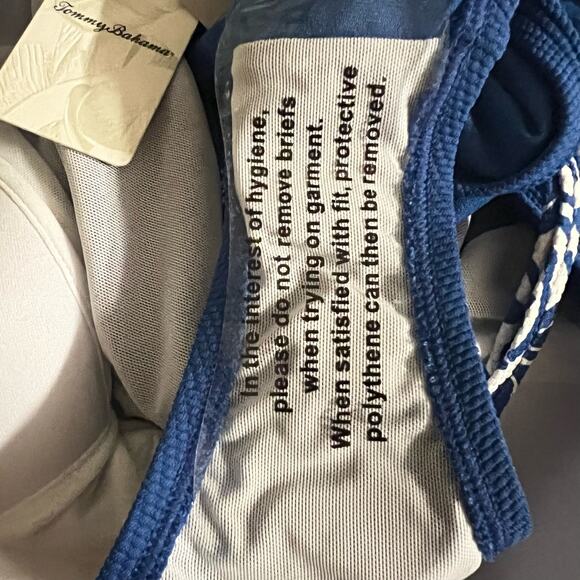 Tommy Bahama
In the interest of hygiene,
please do not remove briefs
when trying on garment.
When satisfied with fit, protective
polythene can then be removed.